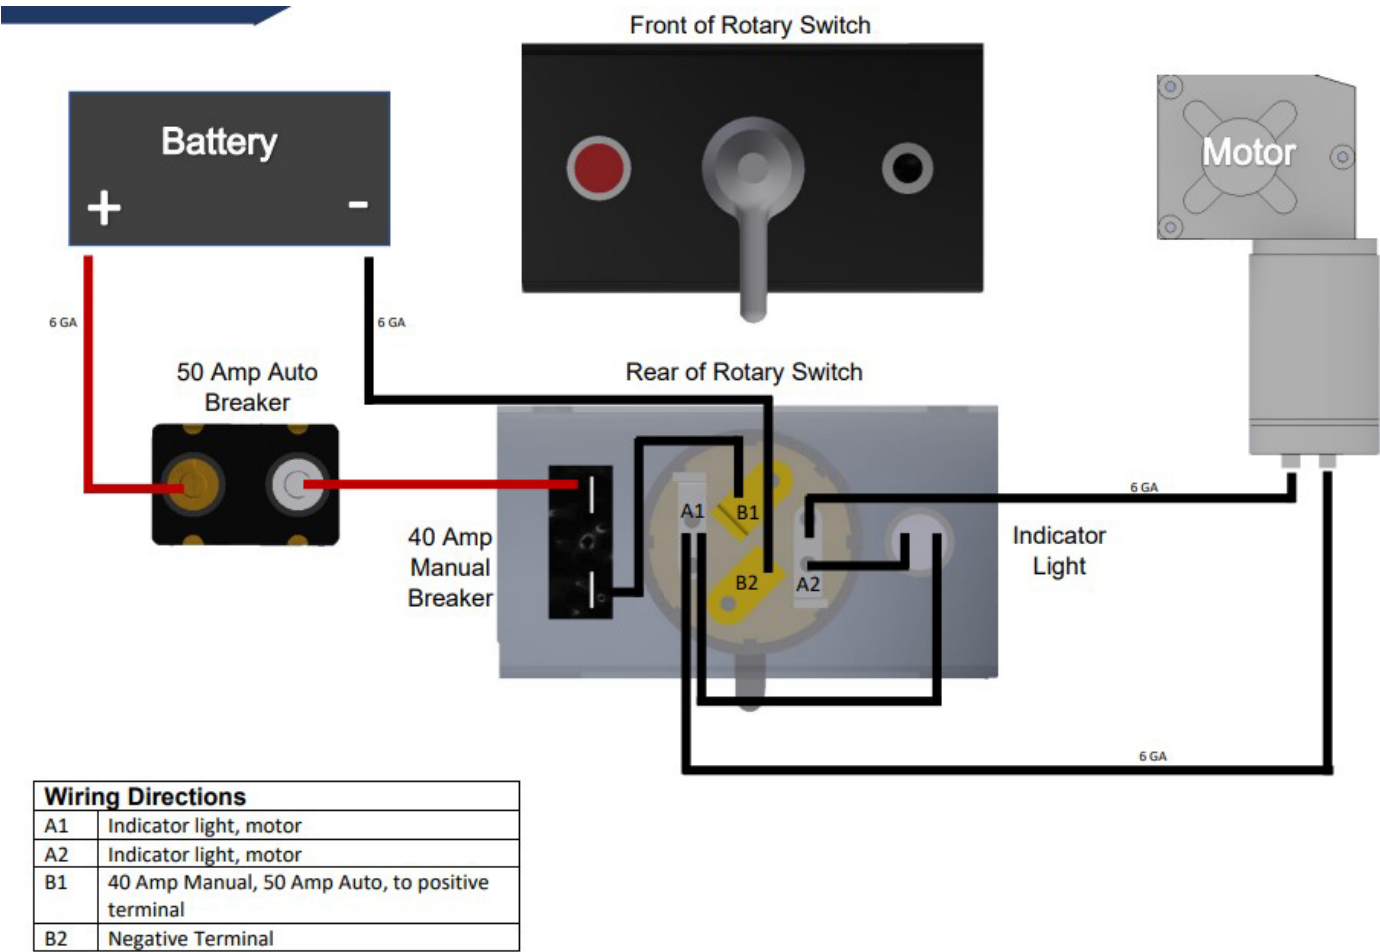 Front of Rotary Switch
Battery
+ -
Motor
6 GA
6 GA
50 Amp Auto
Breaker
Rear of Rotary Switch
6 GA
A1
B1
B2
A2
40 Amp
Manual
Breaker
Indicator
Light
6 GA
Wiring Directions
A1 Indicator light, motor
A2 Indicator light, motor
B1 40 Amp Manual, 50 Amp Auto, to positive
terminal
B2 Negative Terminal